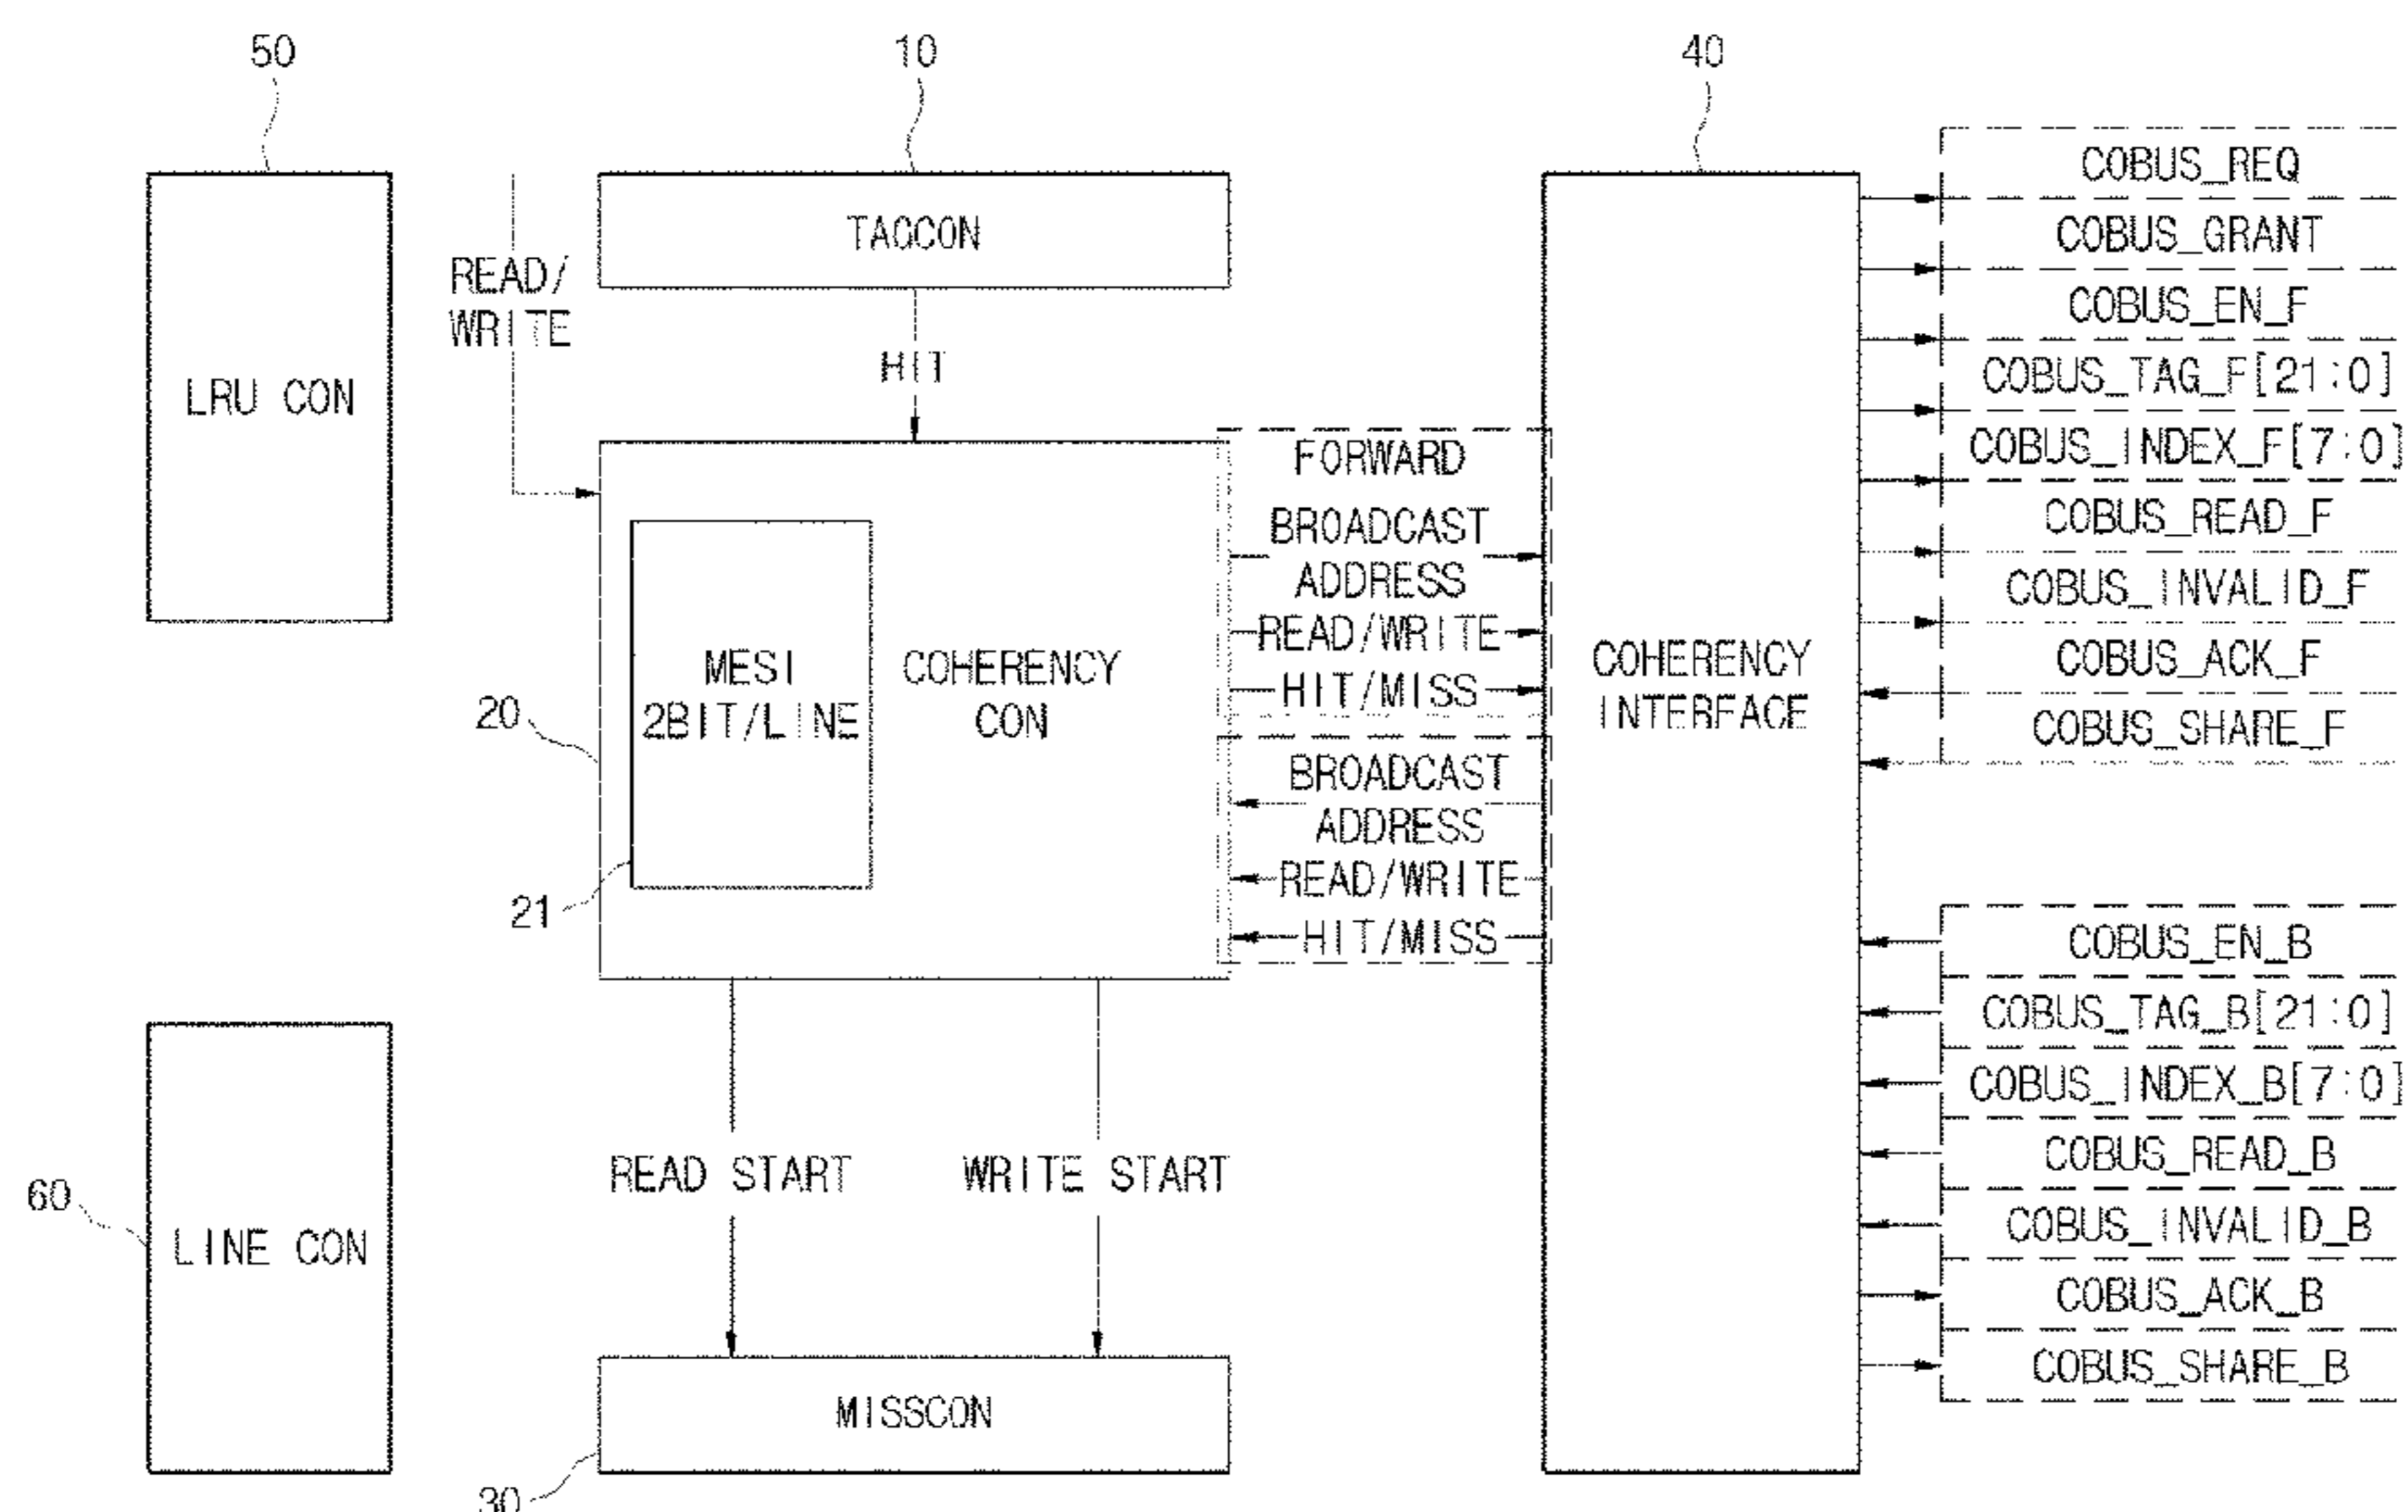 50
10
40
LRU CON
READ/
WRITE
TAGCON
HIT
20
21
MESI
2BIT/LINE
COHERENCY
CON
FORWARD
BROADCAST
ADDRESS
READ/WRITE
HIT/MISS
BROADCAST
ADDRESS
READ/WRITE
HIT/MISS
COHERENCY
INTERFACE
COBUS_REQ
COBUS_GRANT
COBUS_EN_F
COBUS_TAG_F[21:0]
COBUS_INDEX_F[7:0]
COBUS_READ_F
COBUS_INVALID_F
COBUS_ACK_F
COBUS_SHARE_F
COBUS_EN_B
COBUS_TAG_B[21:0]
COBUS_INDEX_B[7:0]
COBUS_READ_B
COBUS_INVALID_B
COBUS_ACK_B
COBUS_SHARE_B
60
LINE CON
READ START
WRITE START
MISSCON
30